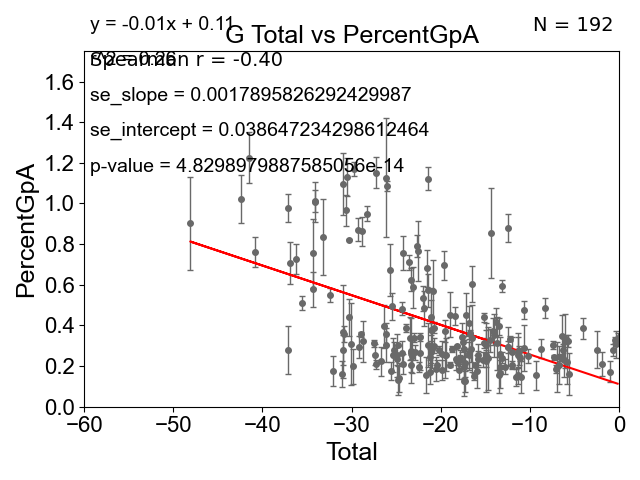 y = -0.01x + 0.11
N = 192
G Total vs PercentGpA
Spearman r = -0.40
se_slope = 0.0017895826292429987
se_intercept = 0.038647234298612464
p-value = 4.8298979887585056e-14
PercentGpA
1.6
1.4
1.2
1.0
0.8
0.6
0.4
0.2
0.0
−60
−50
−40
−30
−20
−10
0
Total